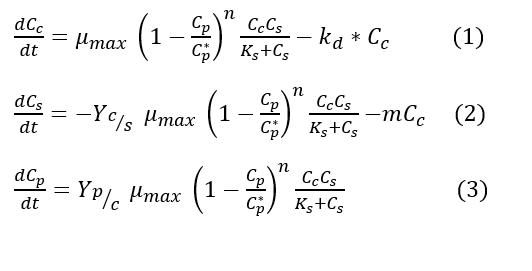 dC_c/dt = μ_max (1 − C_p/C_p^*)^n C_cC_s/(K_s+C_s) − k_d * C_c (1)
dC_s/dt = −Y_c/s μ_max (1 − C_p/C_p^*)^n C_cC_s/(K_s+C_s) −mC_c (2)
dC_p/dt = Y_p/c μ_max (1 − C_p/C_p^*)^n C_cC_s/(K_s+C_s) (3)